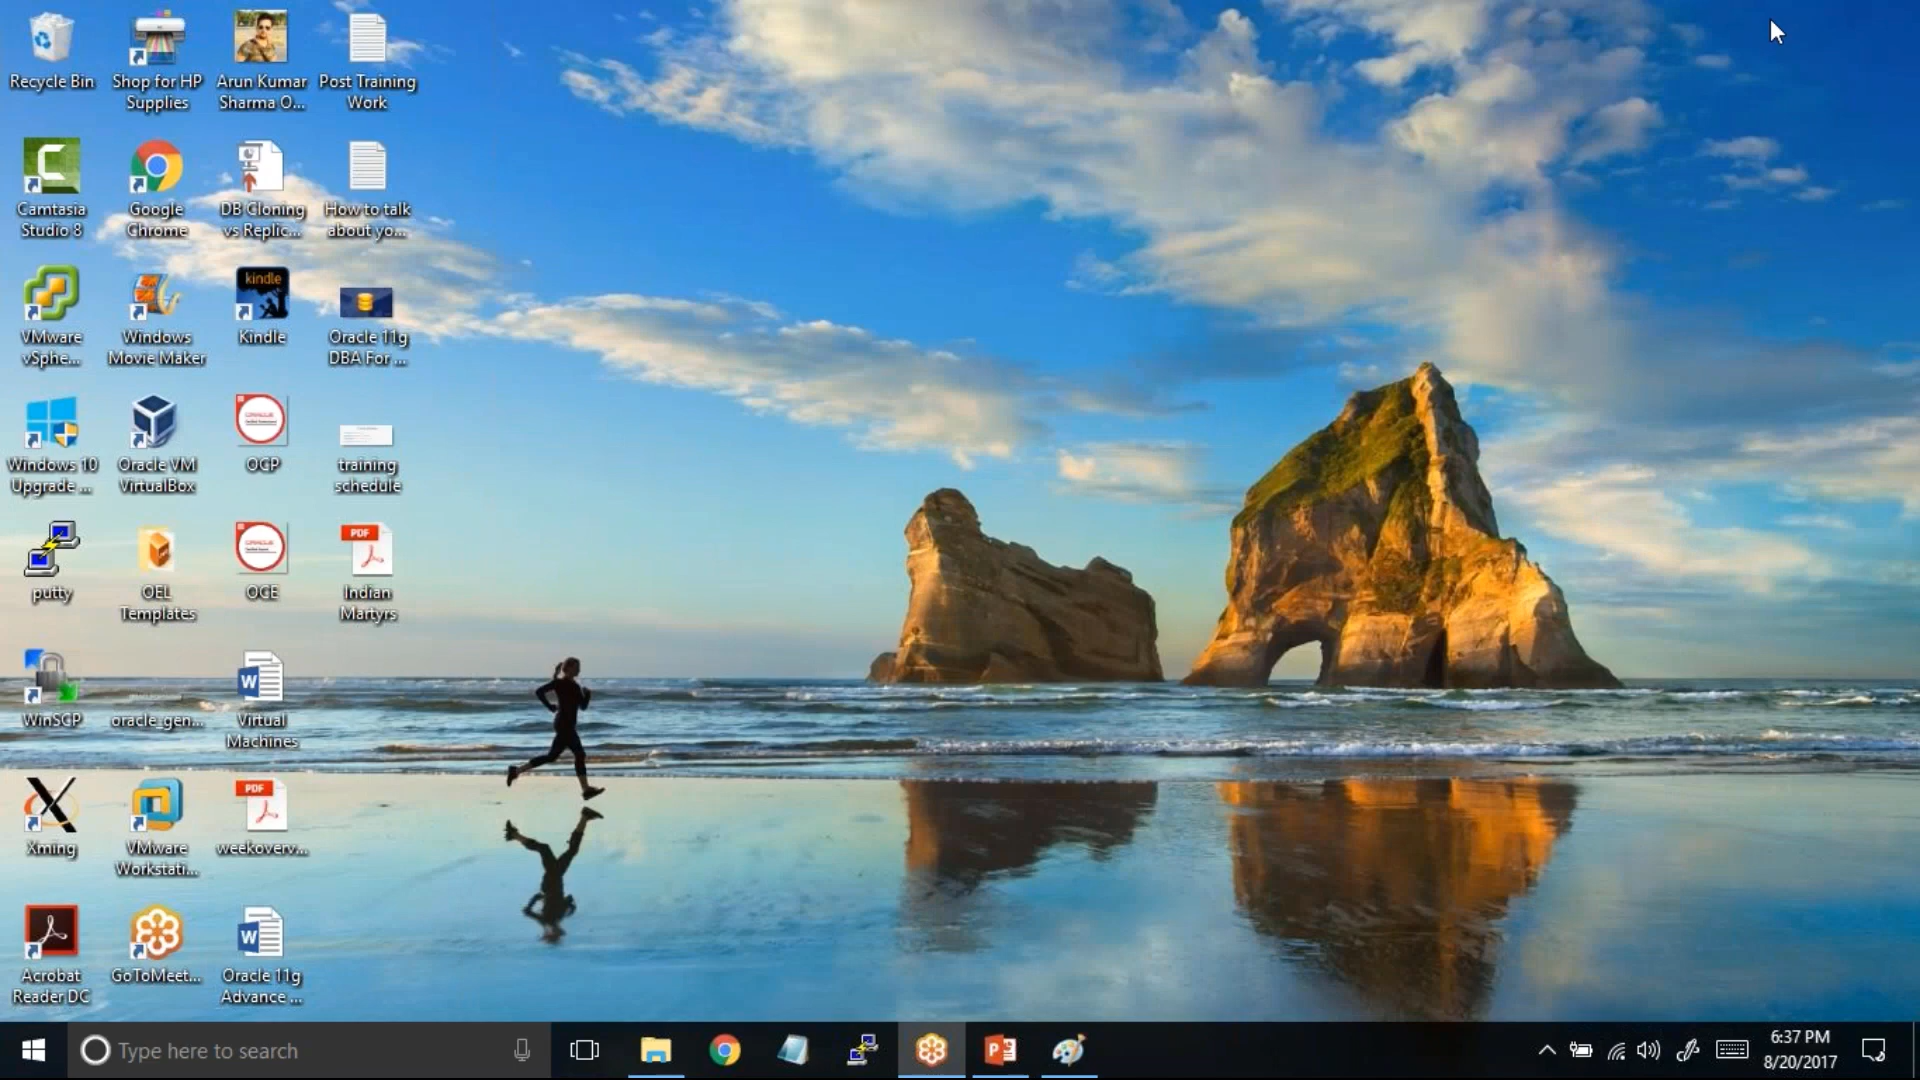 Recycle Bin
Shop for HP
Supplies
Arun Kumar
Sharma O...
Post Training
Work
Camtasia
Studio 8
Google
Chrome
DB Cloning
vs Replic...
How to talk
about yo...
VMware
vSphe...
Windows
Movie Maker
kindle
Kindle
Oracle 11g
DBA For ...
Windows 10
Upgrade ...
Oracle VM
VirtualBox
OCP
training
schedule
putty
OEL
Templates
OCE
PDF
Indian
Martyrs
WinSCP
oracle_gen...
Virtual
Machines
Xming
VMware
Workstati...
PDF
weekoverv...
Acrobat
Reader DC
GoToMeet...
Oracle 11g
Advance ...
Type here to search
6:37 PM
8/20/2017